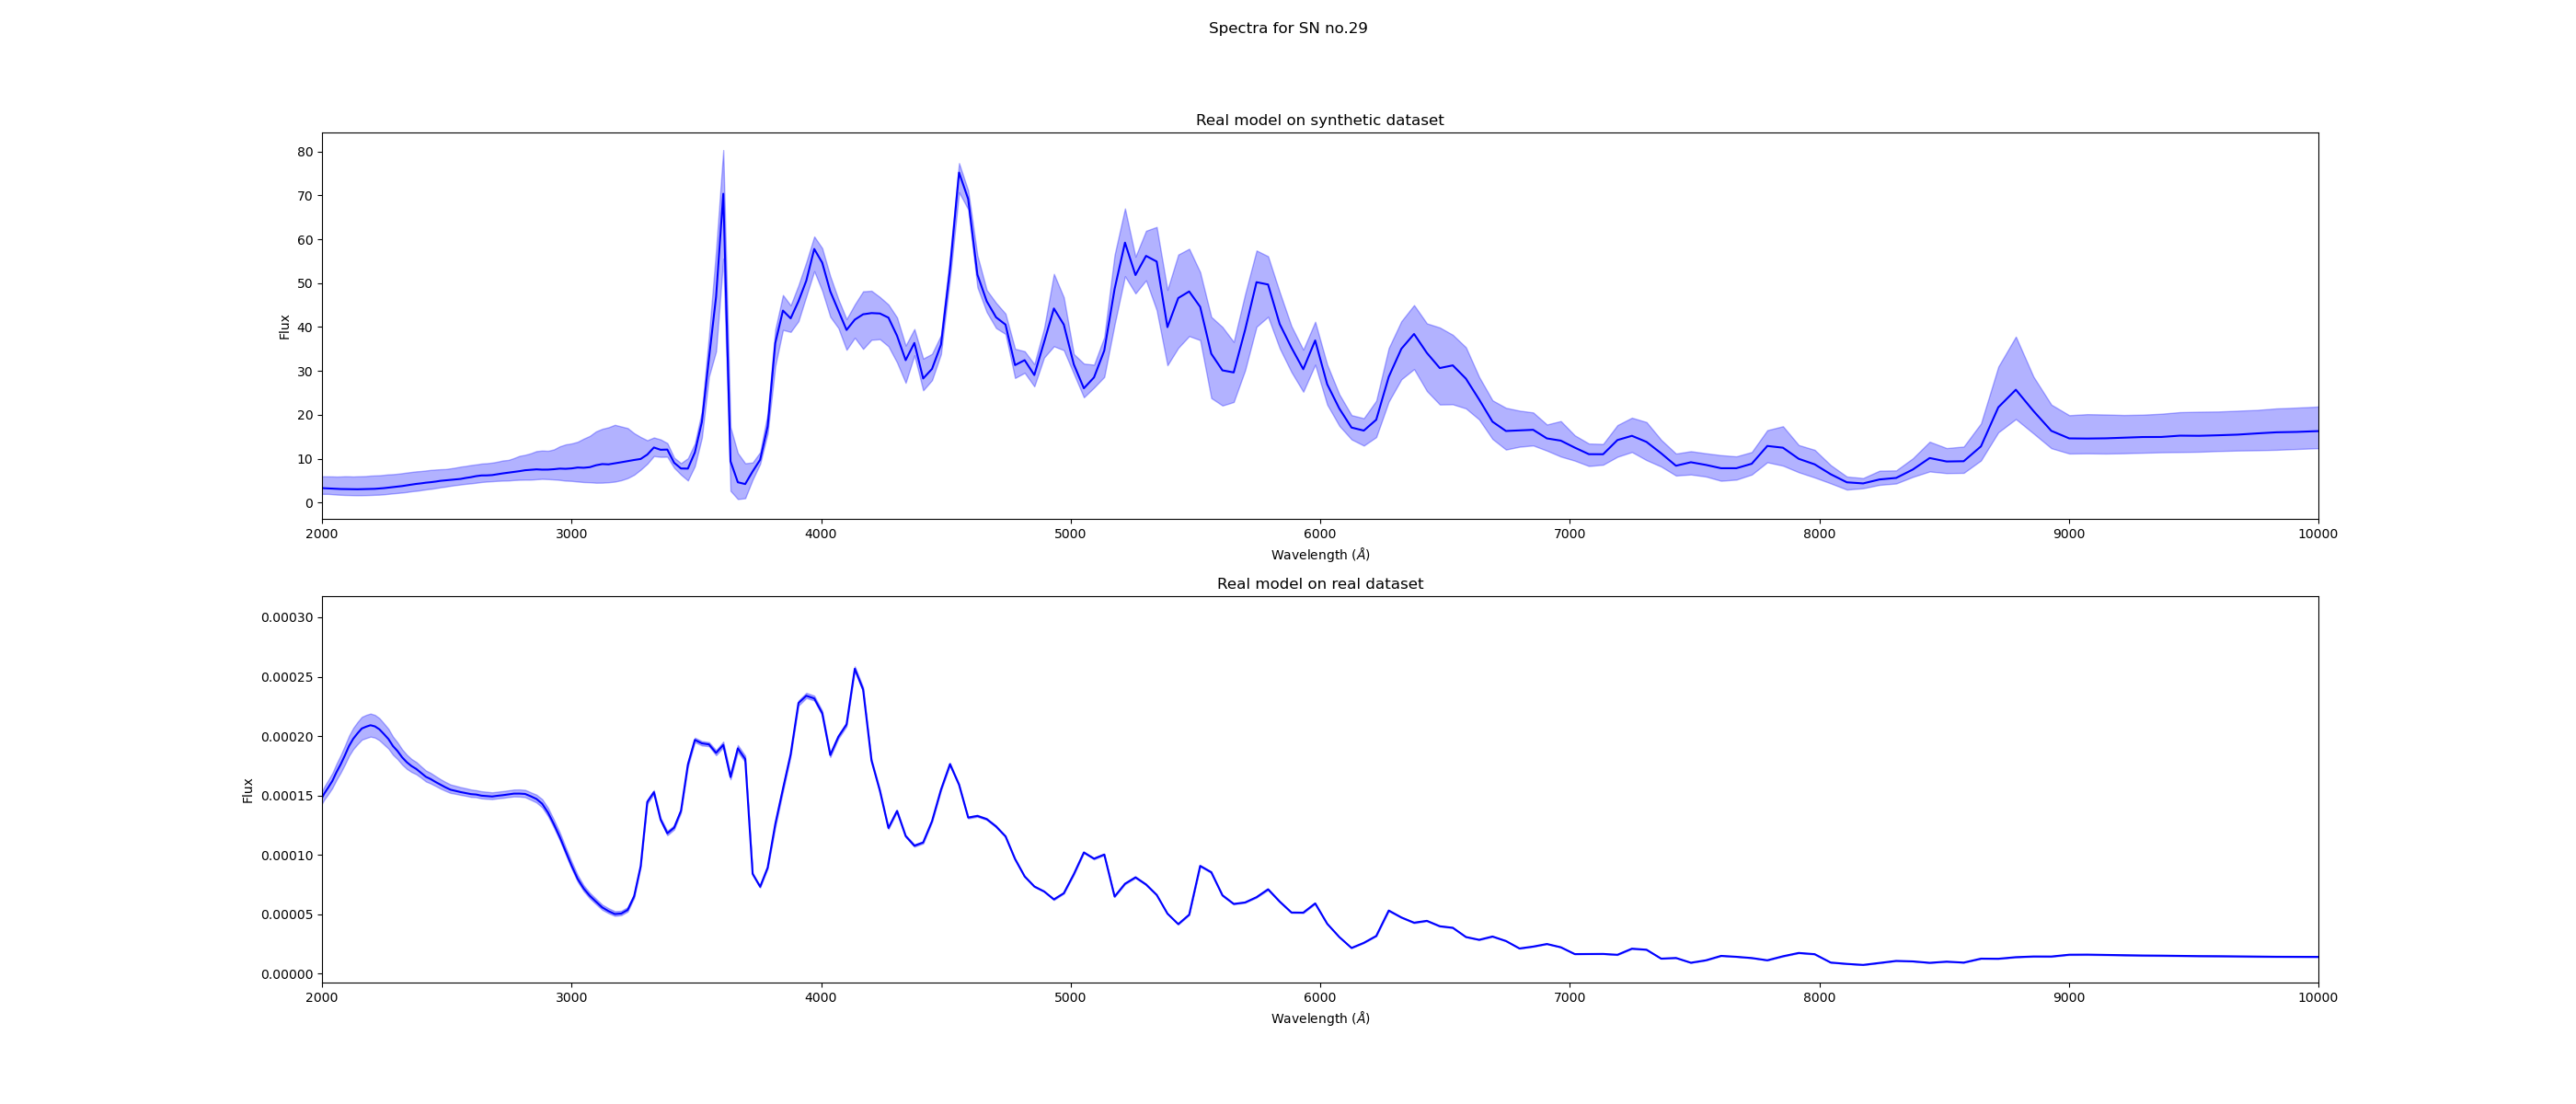 Spectra for SN no.29
Real model on synthetic dataset
80
70
60
50
40
30
20
10
0
Flux
2000 3000 4000 5000 6000 7000 8000 9000 10000
Wavelength (Å)
Real model on real dataset
0.00030
0.00025
0.00020
0.00015
0.00010
0.00005
0.00000
Flux
2000 3000 4000 5000 6000 7000 8000 9000 10000
Wavelength (Å)